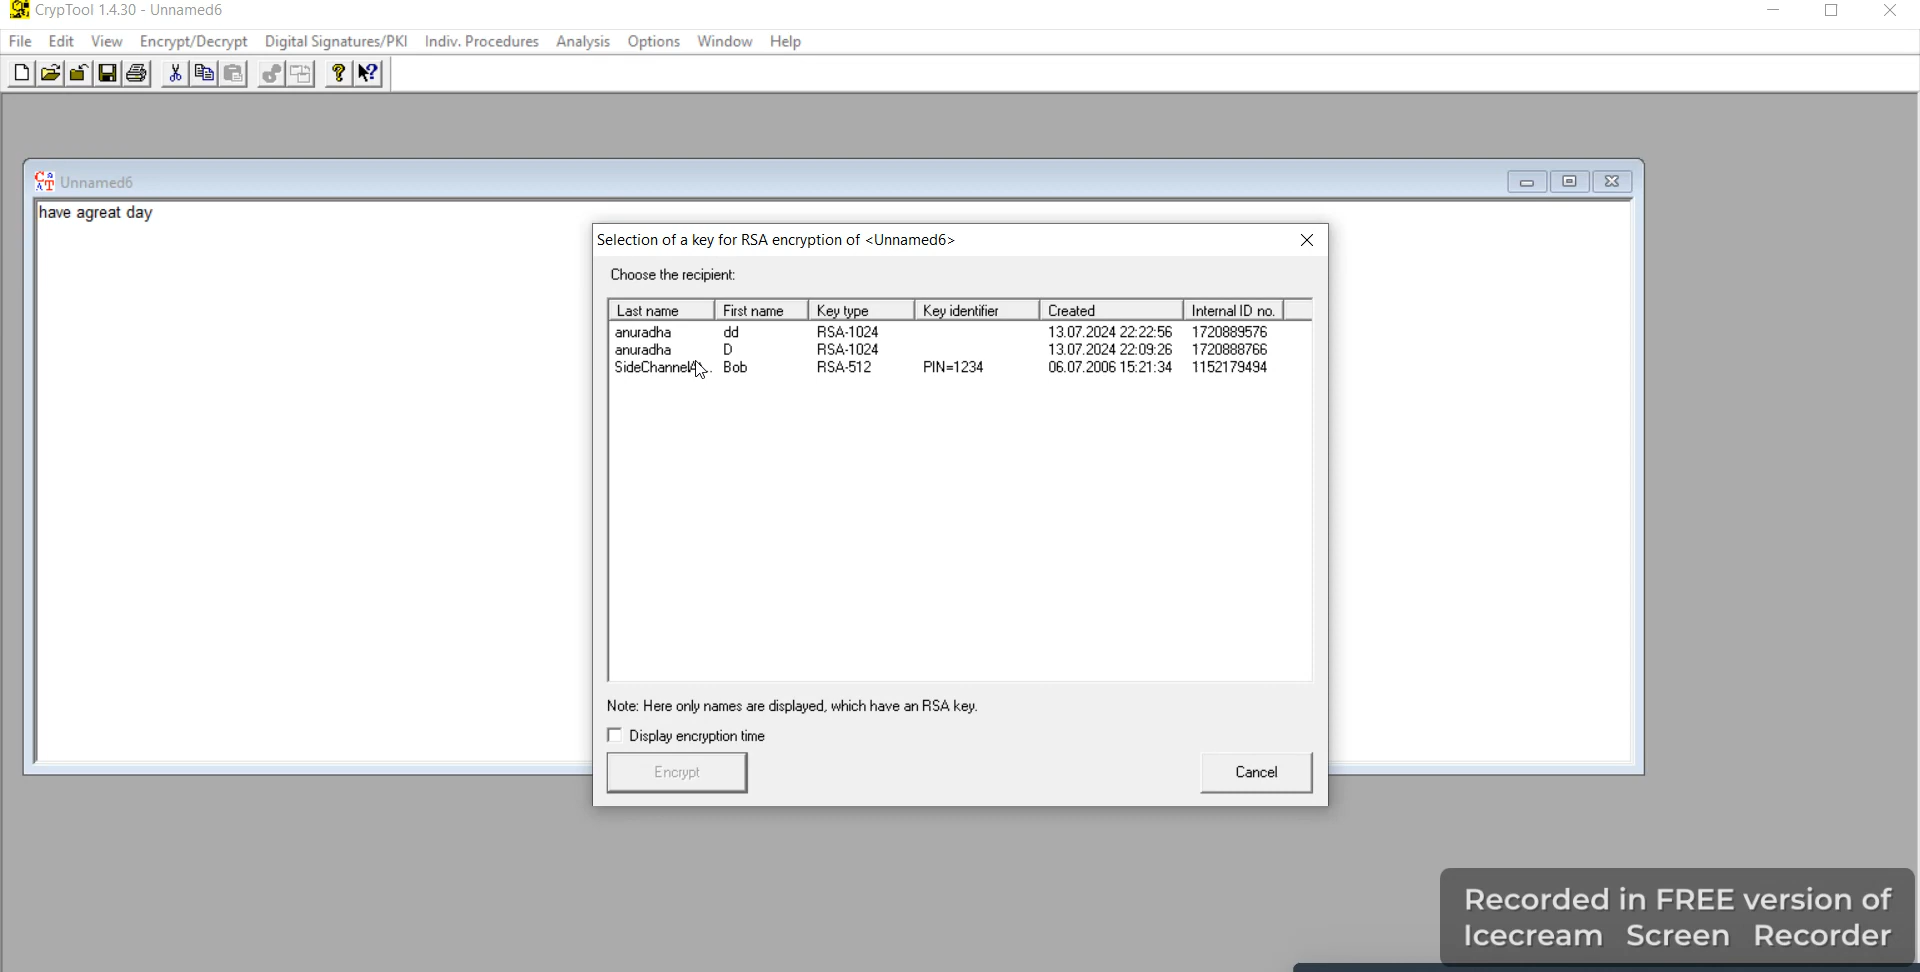 CrypTool 1.4.30 - Unnamed6
File Edit View Encrypt/Decrypt Digital Signatures/PKI Indiv. Procedures Analysis Options Window Help
Unnamed6
have agreat day
Selection of a key for RSA encryption of <Unnamed6>
Choose the recipient:
Last name First name Key type Key identifier Created Internal ID no.
anuradha dd RSA-1024 13.07.2024 22:22:56 1720889576
anuradha D RSA-1024 13.07.2024 22:09:26 1720888766
SideChannelA... Bob RSA-512 PIN=1234 06.07.2006 15:21:34 1152179494
Note: Here only names are displayed, which have an RSA key.
Display encryption time
Encrypt Cancel
Recorded in FREE version of
Icecream Screen Recorder